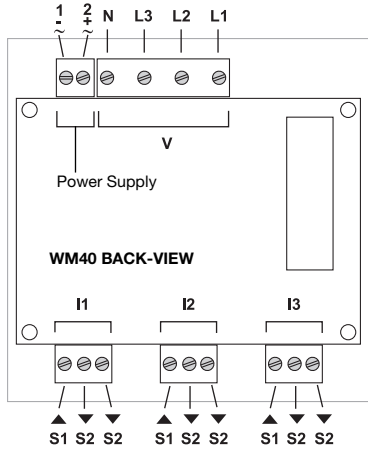 1 2 N L3 L2 L1
- +
~ ~
V
Power Supply
WM40 BACK-VIEW
I1 I2 I3
S1 S2 S2 S1 S2 S2 S1 S2 S2